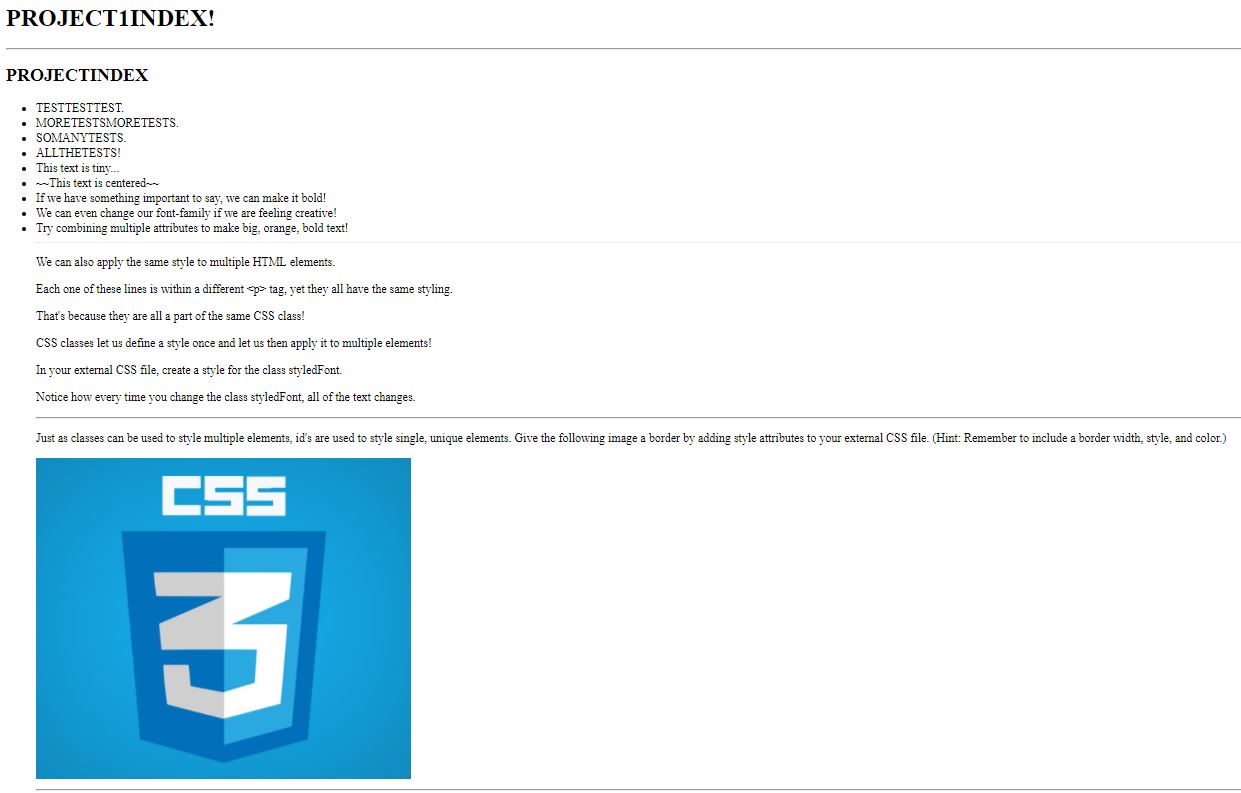 PROJECT1INDEX!
PROJECTINDEX
TESTTESTTEST.
MORETESTSMORETESTS.
SOMANYTESTS.
ALLTHETESTS!
This text is tiny...
~~This text is centered~~
If we have something important to say, we can make it bold!
We can even change our font-family if we are feeling creative!
Try combining multiple attributes to make big, orange, bold text!
We can also apply the same style to multiple HTML elements.
Each one of these lines is within a different <p> tag, yet they all have the same styling.
That's because they are all a part of the same CSS class!
CSS classes let us define a style once and let us then apply it to multiple elements!
In your external CSS file, create a style for the class styledFont.
Notice how every time you change the class styledFont, all of the text changes.
Just as classes can be used to style multiple elements, id's are used to style single, unique elements. Give the following image a border by adding style attributes to your external CSS file. (Hint: Remember to include a border width, style, and color.)
CSS
3